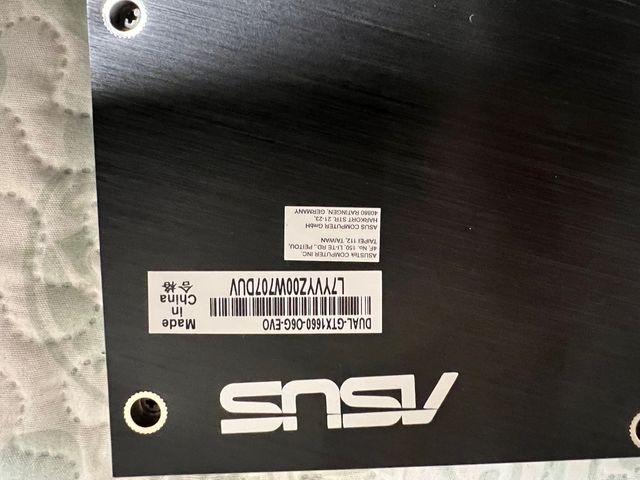 ASUS
DUAL-GTX1660-O6G-EVO
L7YVYZ00W707DUV
Made
in
China
合格
ASUSTeK COMPUTER INC.
4F, No. 150, LI-TE RD., PEITOU,
TAIPEI 112, TAIWAN
ASUS COMPUTER GmbH
HARKORT STR. 21-23,
40880 RATINGEN, GERMANY